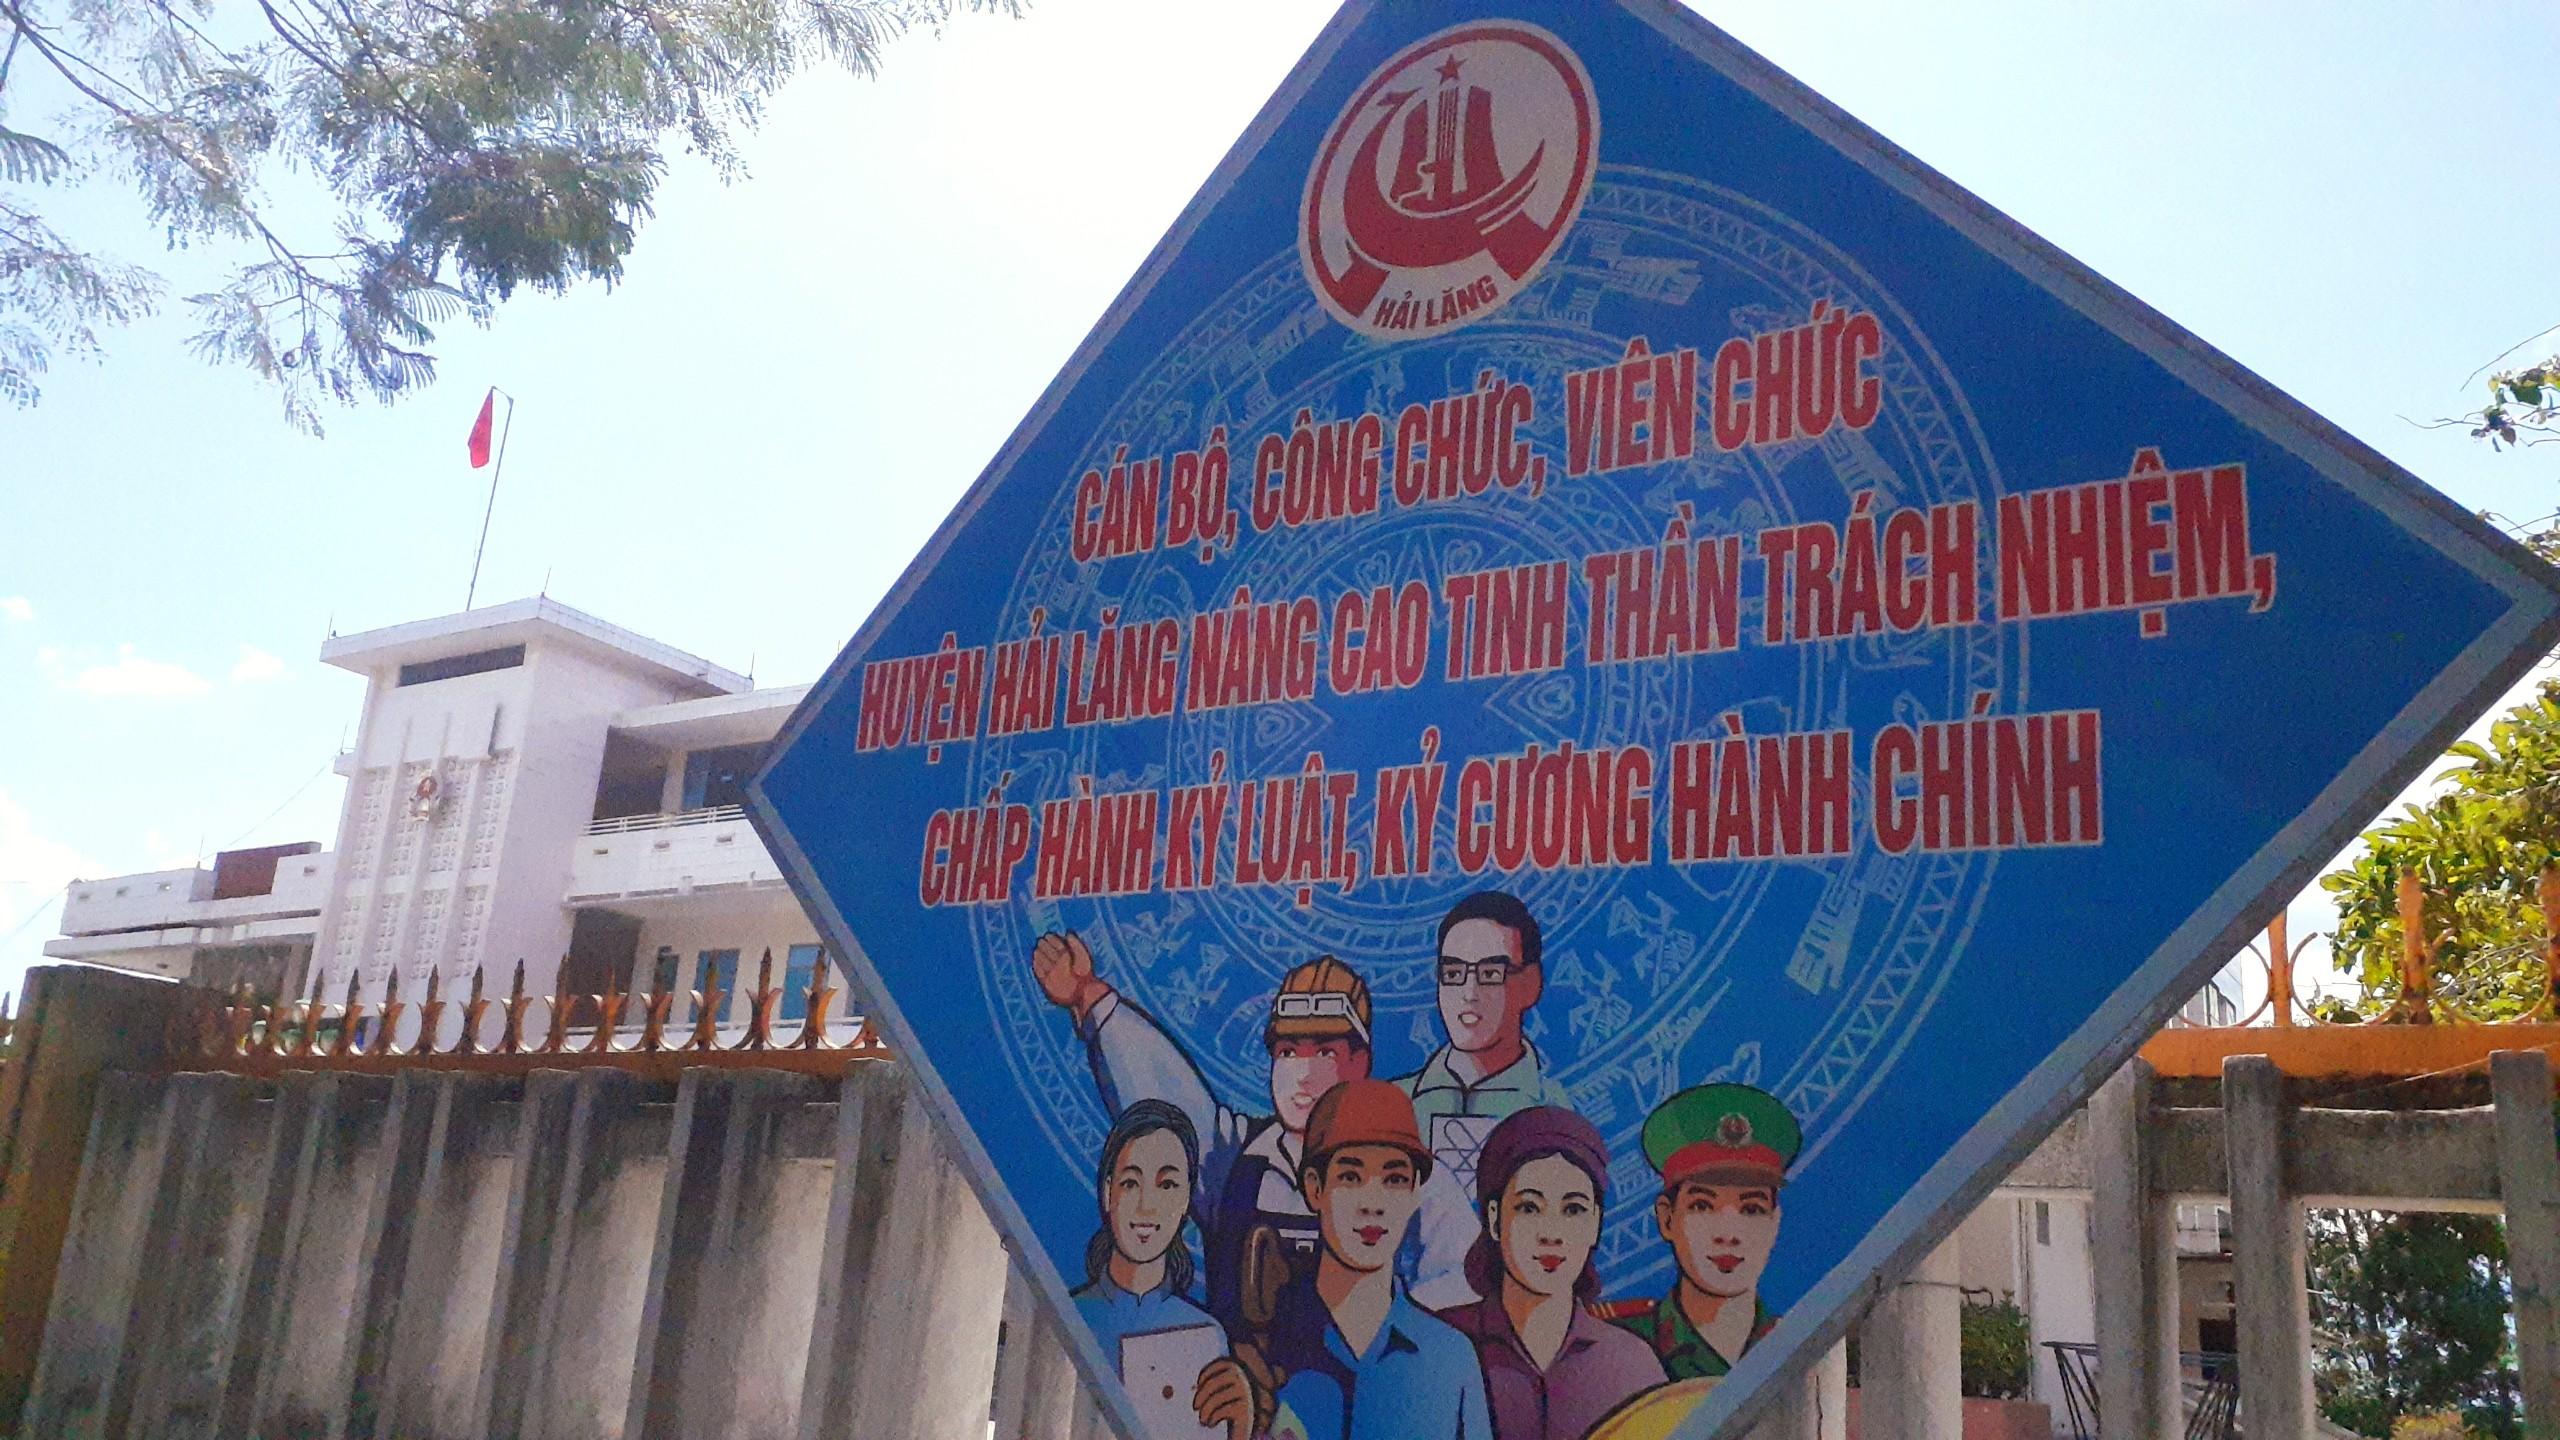 HẢI LĂNG
CÁN BỘ, CÔNG CHỨC, VIÊN CHỨC
HUYỆN HẢI LĂNG NÂNG CAO TINH THẦN TRÁCH NHIỆM,
CHẤP HÀNH KỶ LUẬT, KỶ CƯƠNG HÀNH CHÍNH